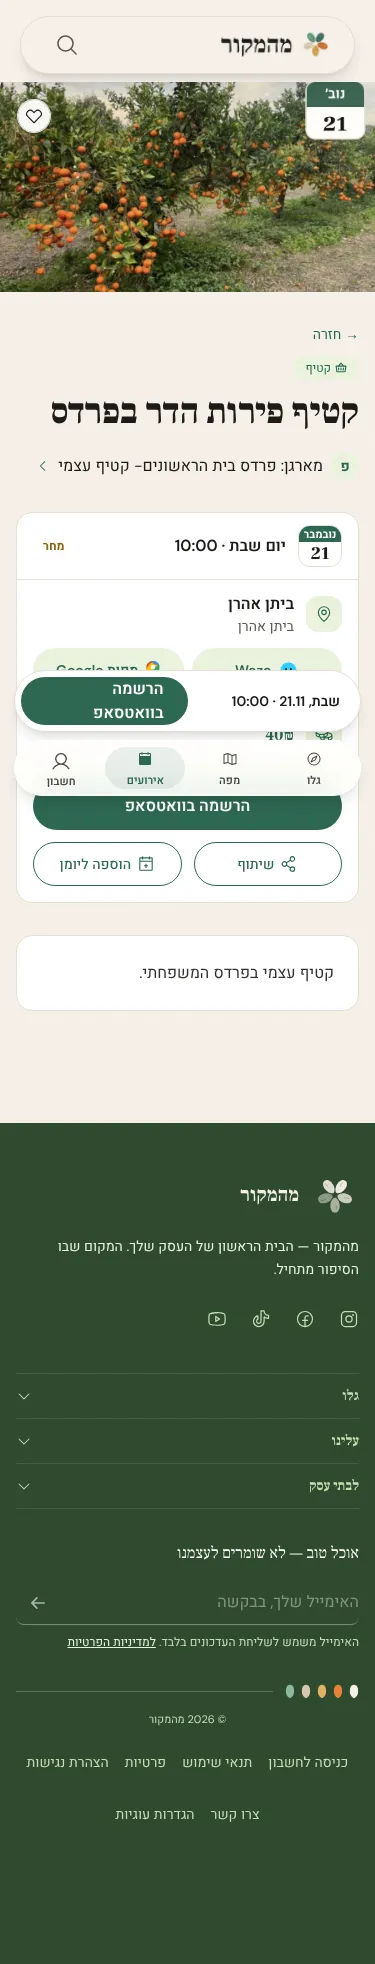 מהמקור
נוב׳
21
→ חזרה
קטיף
קטיף פירות הדר בפרדס
פ
מארגן: פרדס בית הראשונים- קטיף עצמי
נובמבר
21
יום שבת · 10:00
מחר
ביתן אהרן
ביתן אהרן
Waze
מפות Google
שבת, 21.11 · 10:00
הרשמה
בוואטסאפ
40₪
גלו
מפה
אירועים
חשבון
הרשמה בוואטסאפ
שיתוף
הוספה ליומן
קטיף עצמי בפרדס המשפחתי.
מהמקור
מהמקור — הבית הראשון של העסק שלך. המקום שבו
הסיפור מתחיל.
גלו
עלינו
לבתי עסק
אוכל טוב — לא שומרים לעצמנו
האימייל שלך, בבקשה
האימייל משמש לשליחת העדכונים בלבד. למדיניות הפרטיות
© 2026 מהמקור
כניסה לחשבון
תנאי שימוש
פרטיות
הצהרת נגישות
צרו קשר
הגדרות עוגיות